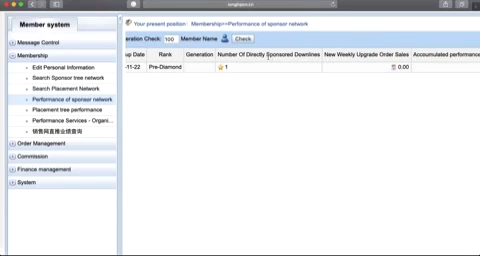 Member system
Your present position : Membership>>Performance of sponsor network
Message Control
Membership
Edit Personal Information
Search Sponsor tree network
Search Placement Network
Performance of sponsor network
Placement tree performance
Performance Services - Organi...
销售网直推业绩查询
Order Management
Commission
Finance management
System
eration Check: 100 Member Name Check
up Date Rank Generation Number Of Directly Sponsored Downlines New Weekly Upgrade Order Sales Accoumulated performance
-11-22 Pre-Diamond 1 0.00